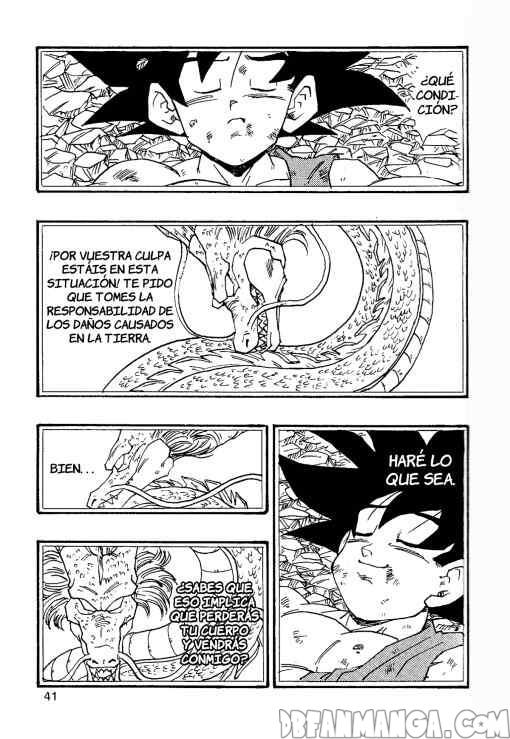 ¿QUÉ
CONDI-
CIÓN?
¡POR VUESTRA CULPA
ESTÁIS EN ESTA
SITUACIÓN! TE PIDO
QUE TOMES LA
RESPONSABILIDAD DE
LOS DAÑOS CAUSADOS
EN LA TIERRA.
BIEN...
HARÉ LO
QUE SEA.
¿SABES QUE
ESO IMPLICA
QUE PERDERÁS
TU CUERPO
Y VENDRÁS
CONMIGO?
41
DBFANMANGA.COM